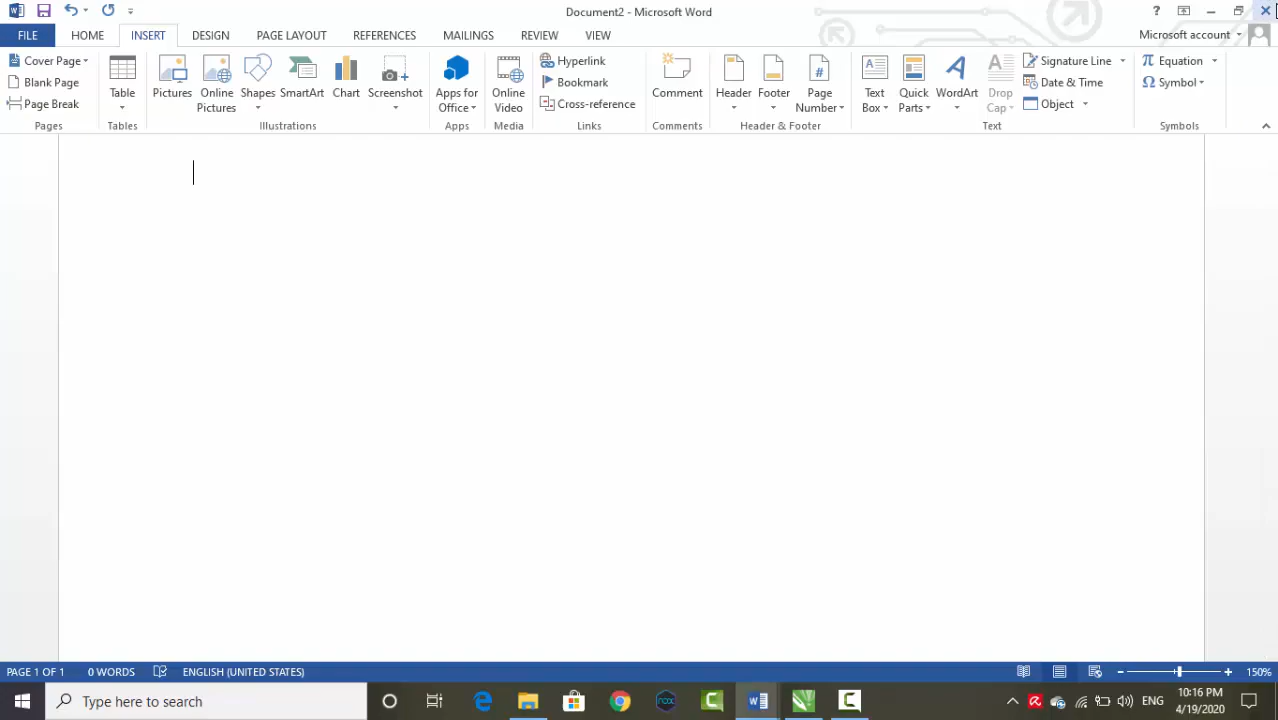 Document2 - Microsoft Word
?
Microsoft account
FILE HOME INSERT DESIGN PAGE LAYOUT REFERENCES MAILINGS REVIEW VIEW
Cover Page
Blank Page
Page Break
Pages
Table
Tables
Pictures
Online
Pictures
Shapes
SmartArt
Chart
Screenshot
Illustrations
Apps for
Office
Apps
Online
Video
Media
Hyperlink
Bookmark
Cross-reference
Links
Comment
Comments
Header
Footer
Page
Number
Header & Footer
Text
Box
Quick
Parts
WordArt
Drop
Cap
Signature Line
Date & Time
Object
Text
π Equation
Ω Symbol
Symbols
PAGE 1 OF 1 0 WORDS ENGLISH (UNITED STATES)
150%
Type here to search
nox
ENG
10:16 PM
4/19/2020